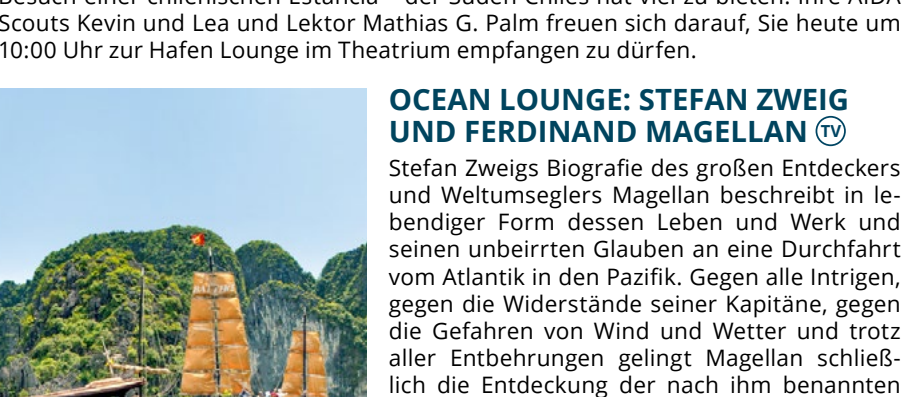 Besuch einer chilenischen Estancia – der Süden Chiles hat viel zu bieten. Ihre AIDA
Scouts Kevin und Lea und Lektor Mathias G. Palm freuen sich darauf, Sie heute um
10:00 Uhr zur Hafen Lounge im Theatrium empfangen zu dürfen.
OCEAN LOUNGE: STEFAN ZWEIG
UND FERDINAND MAGELLAN TV
Stefan Zweigs Biografie des großen Entdeckers
und Weltumseglers Magellan beschreibt in le-
bendiger Form dessen Leben und Werk und
seinen unbeirrten Glauben an eine Durchfahrt
vom Atlantik in den Pazifik. Gegen alle Intrigen,
gegen die Widerstände seiner Kapitäne, gegen
die Gefahren von Wind und Wetter und trotz
aller Entbehrungen gelingt Magellan schließ-
lich die Entdeckung der nach ihm benannten